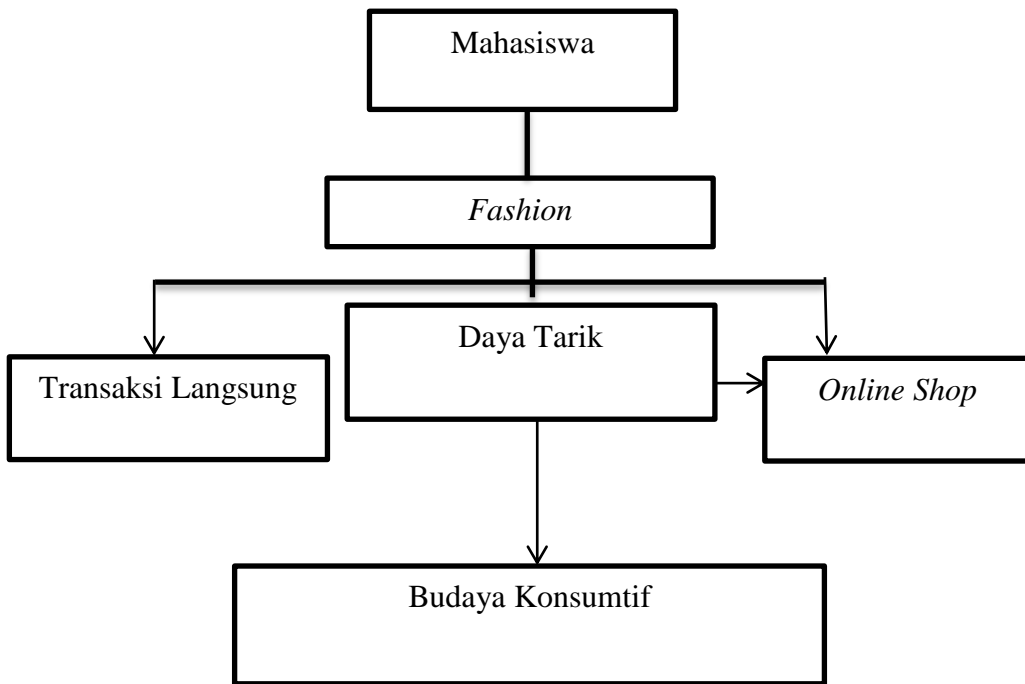 Mahasiswa
Fashion
Daya Tarik
Transaksi Langsung
Online Shop
Budaya Konsumtif